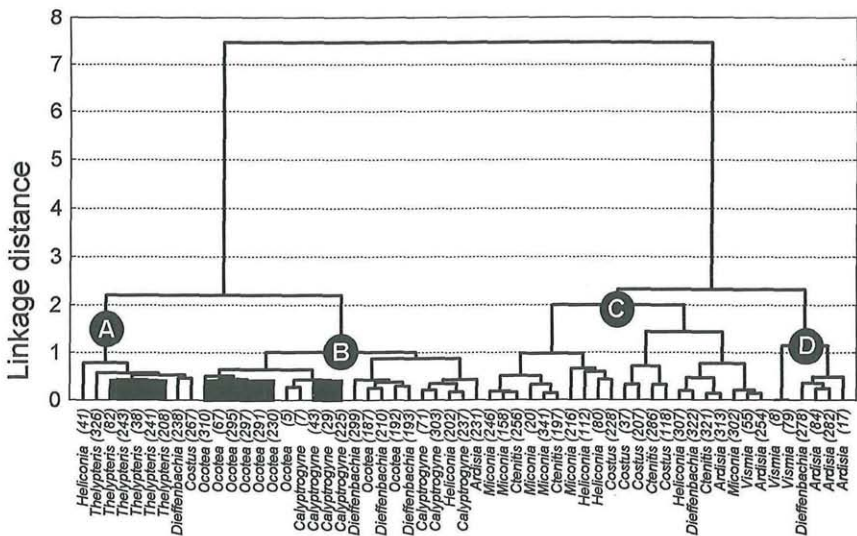 8
7
6
5
4
3
2
1
0
Linkage distance
A
B
C
D
Heliconia (41)
Thelypteris (326)
Thelypteris (82)
Thelypteris (243)
Thelypteris (38)
Thelypteris (241)
Thelypteris (208)
Dieffenbachia (238)
Costus (267)
Ocotea (310)
Ocotea (67)
Ocotea (295)
Ocotea (297)
Ocotea (291)
Ocotea (230)
Ocotea (5)
Calyptrogyne (7)
Calyptrogyne (43)
Calyptrogyne (29)
Calyptrogyne (225)
Dieffenbachia (299)
Ocotea (187)
Dieffenbachia (210)
Ocotea (192)
Dieffenbachia (193)
Calyptrogyne (71)
Calyptrogyne (303)
Heliconia (202)
Calyptrogyne (237)
Ardisia (231)
Miconia (246)
Miconia (158)
Ctenitis (256)
Miconia (20)
Miconia (341)
Ctenitis (197)
Miconia (216)
Heliconia (112)
Heliconia (80)
Costus (228)
Costus (37)
Costus (207)
Ctenitis (286)
Costus (118)
Heliconia (307)
Dieffenbachia (322)
Ctenitis (321)
Ardisia (313)
Miconia (302)
Vismia (55)
Ardisia (254)
Vismia (8)
Vismia (79)
Dieffenbachia (278)
Ardisia (84)
Ardisia (282)
Ardisia (17)